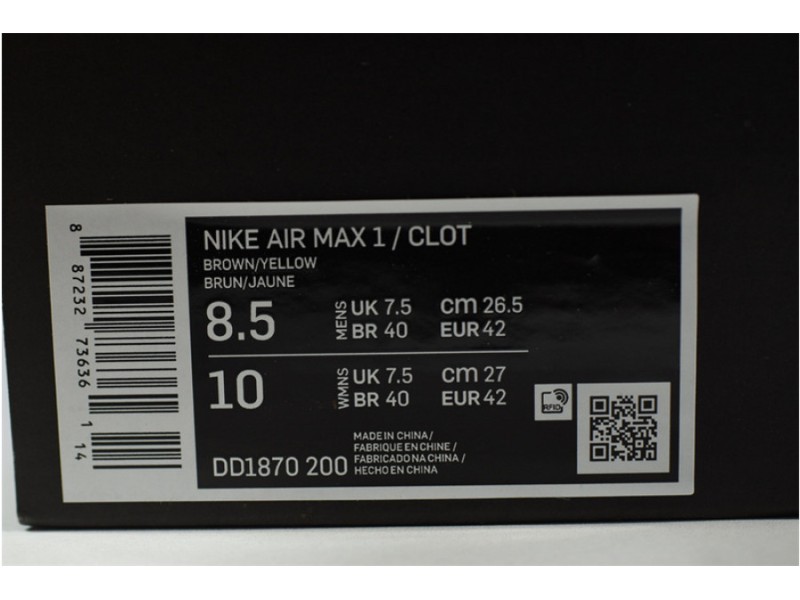 NIKE AIR MAX 1 / CLOT
BROWN/YELLOW
BRUN/JAUNE
8.5 MENS UK 7.5 cm 26.5
BR 40 EUR 42
10 WMNS UK 7.5 cm 27
BR 40 EUR 42
RFID
DD1870 200
MADE IN CHINA /
FABRIQUE EN CHINE /
FABRICADO NA CHINA /
HECHO EN CHINA
8 87232 73636 1 14